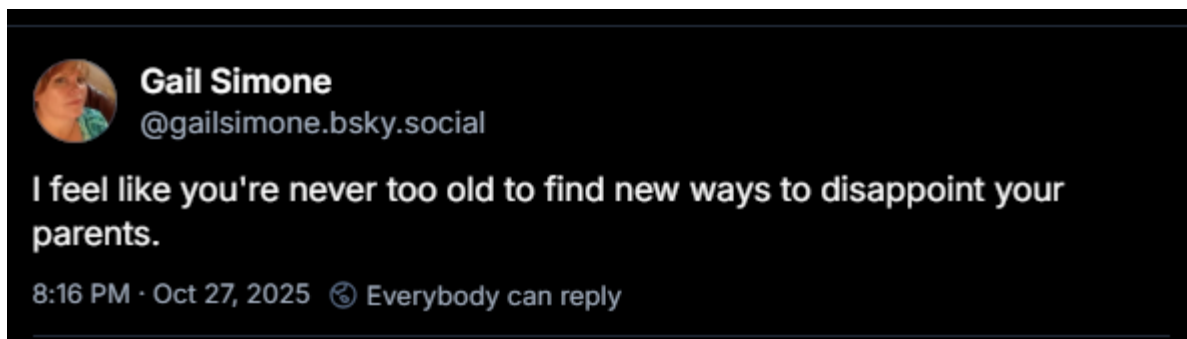 Gail Simone
@gailsimone.bsky.social
I feel like you're never too old to find new ways to disappoint your
parents.
8:16 PM · Oct 27, 2025 Everybody can reply